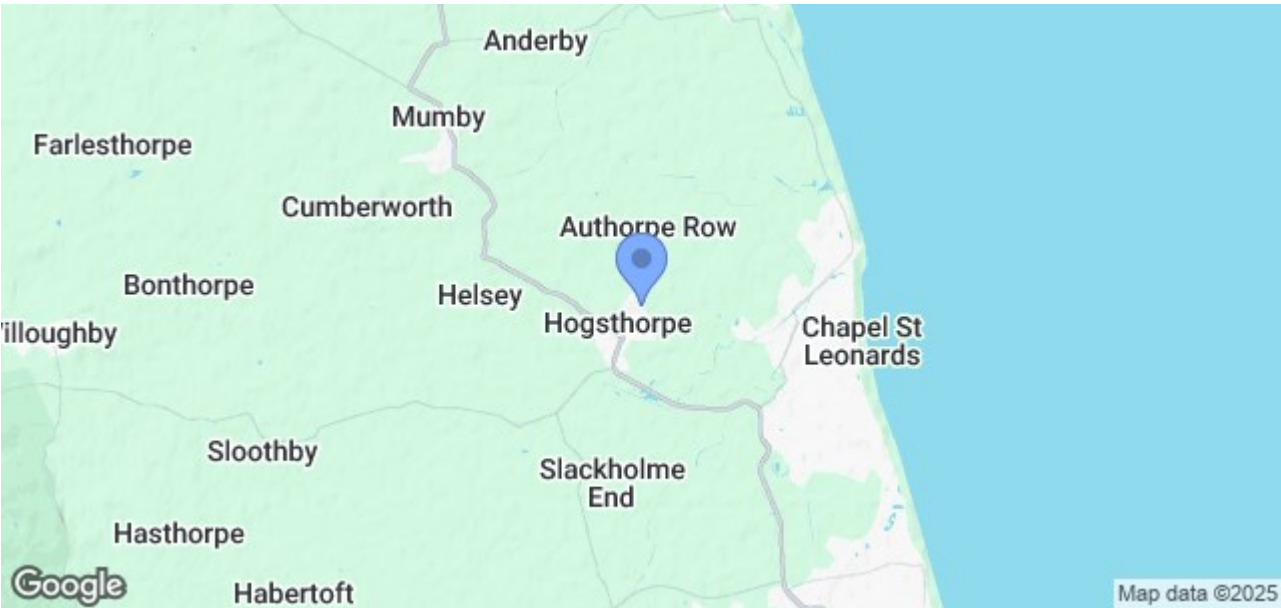 Anderby
Mumby
Farlesthorpe
Cumberworth
Authorpe Row
Bonthorpe
Helsey
Hogsthorpe
Chapel St
Leonards
illoughby
Sloothby
Slackholme
End
Hasthorpe
Habertoft
Google
Map data ©2025